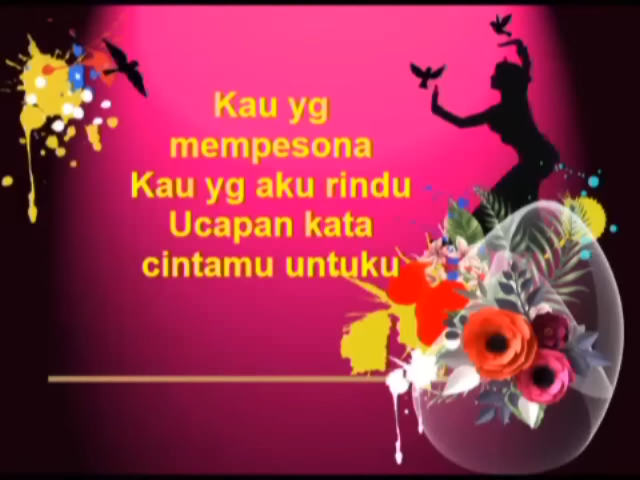 Kau yg
mempesona
Kau yg aku rindu
Ucapan kata
cintamu untuku